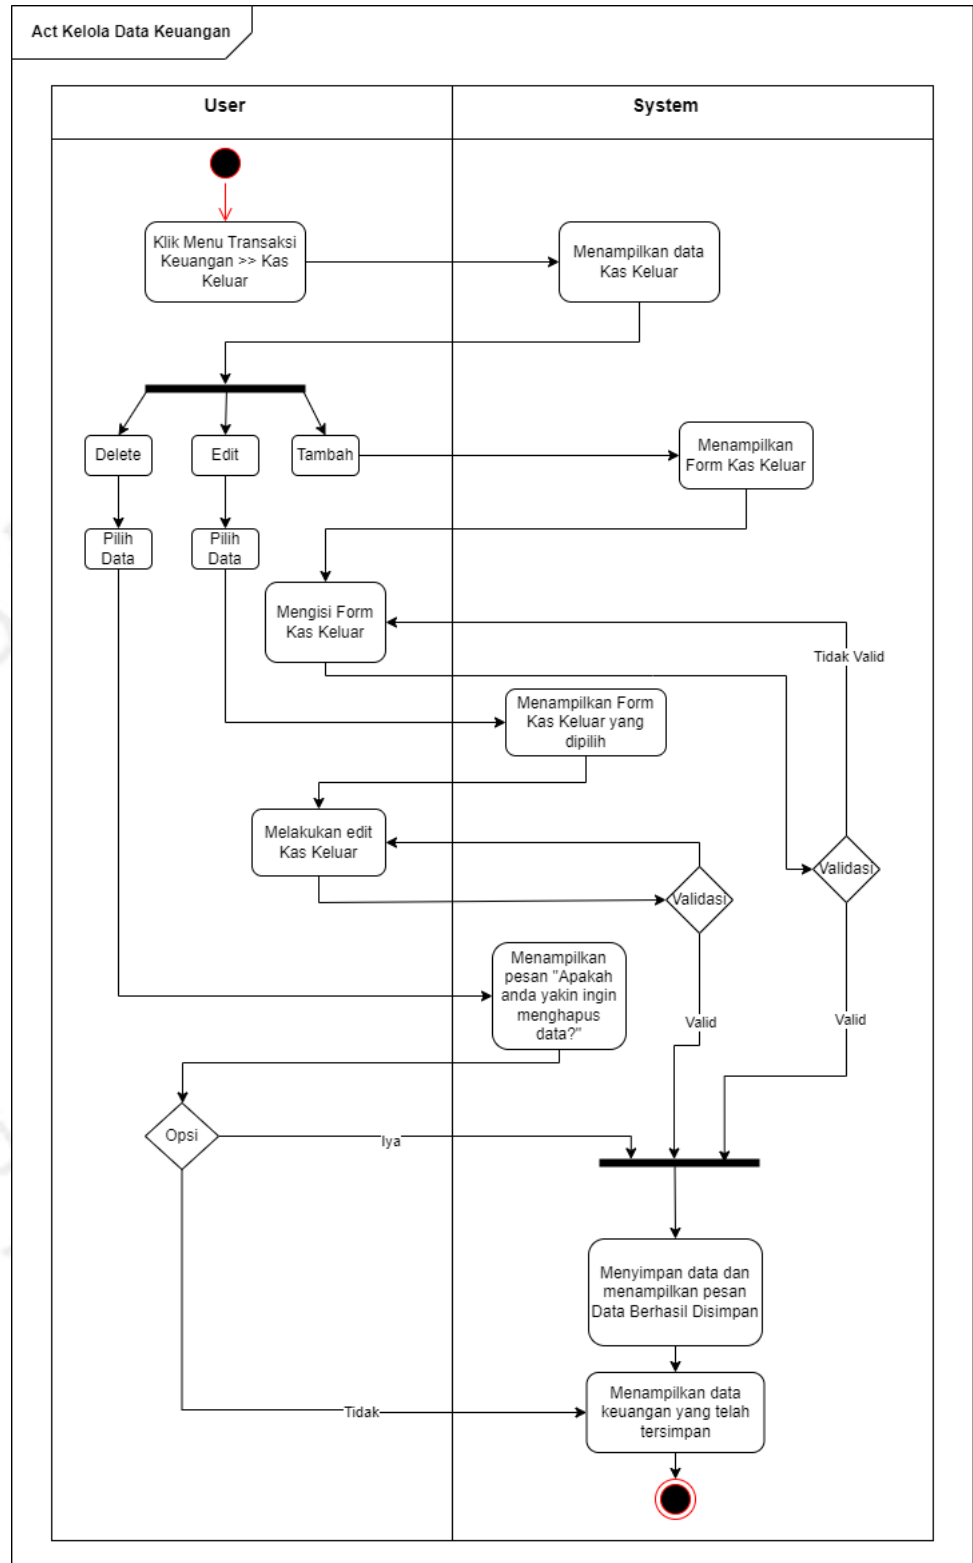 Act Kelola Data Keuangan
User
System
Klik Menu Transaksi
Keuangan >> Kas
Keluar
Menampilkan data
Kas Keluar
Delete
Edit
Tambah
Menampilkan
Form Kas Keluar
Pilih
Data
Pilih
Data
Mengisi Form
Kas Keluar
Tidak Valid
Menampilkan Form
Kas Keluar yang
dipilih
Melakukan edit
Kas Keluar
Validasi
Validasi
Menampilkan
pesan "Apakah
anda yakin ingin
menghapus
data?"
Valid
Valid
Opsi
Iya
Menyimpan data dan
menampilkan pesan
Data Berhasil Disimpan
Tidak
Menampilkan data
keuangan yang telah
tersimpan